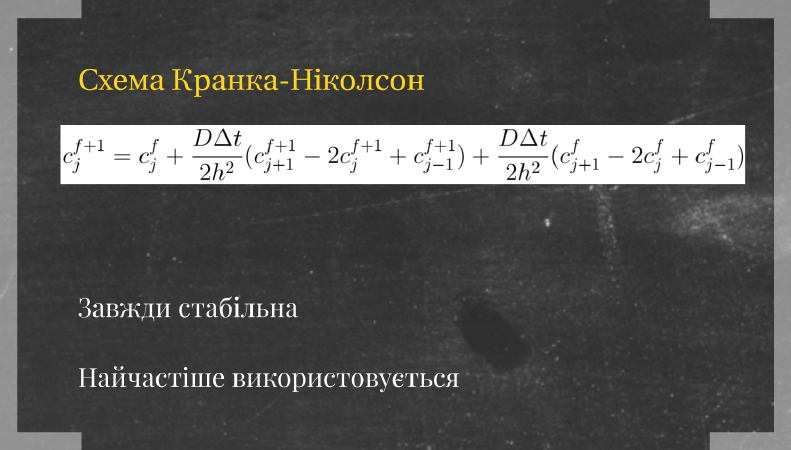 Схема Кранка-Ніколсон
$c_j^{f+1} = c_j^f + \frac{D\Delta t}{2h^2}(c_{j+1}^{f+1} - 2c_j^{f+1} + c_{j-1}^{f+1}) + \frac{D\Delta t}{2h^2}(c_{j+1}^f - 2c_j^f + c_{j-1}^f)$
Завжди стабільна
Найчастіше використовується